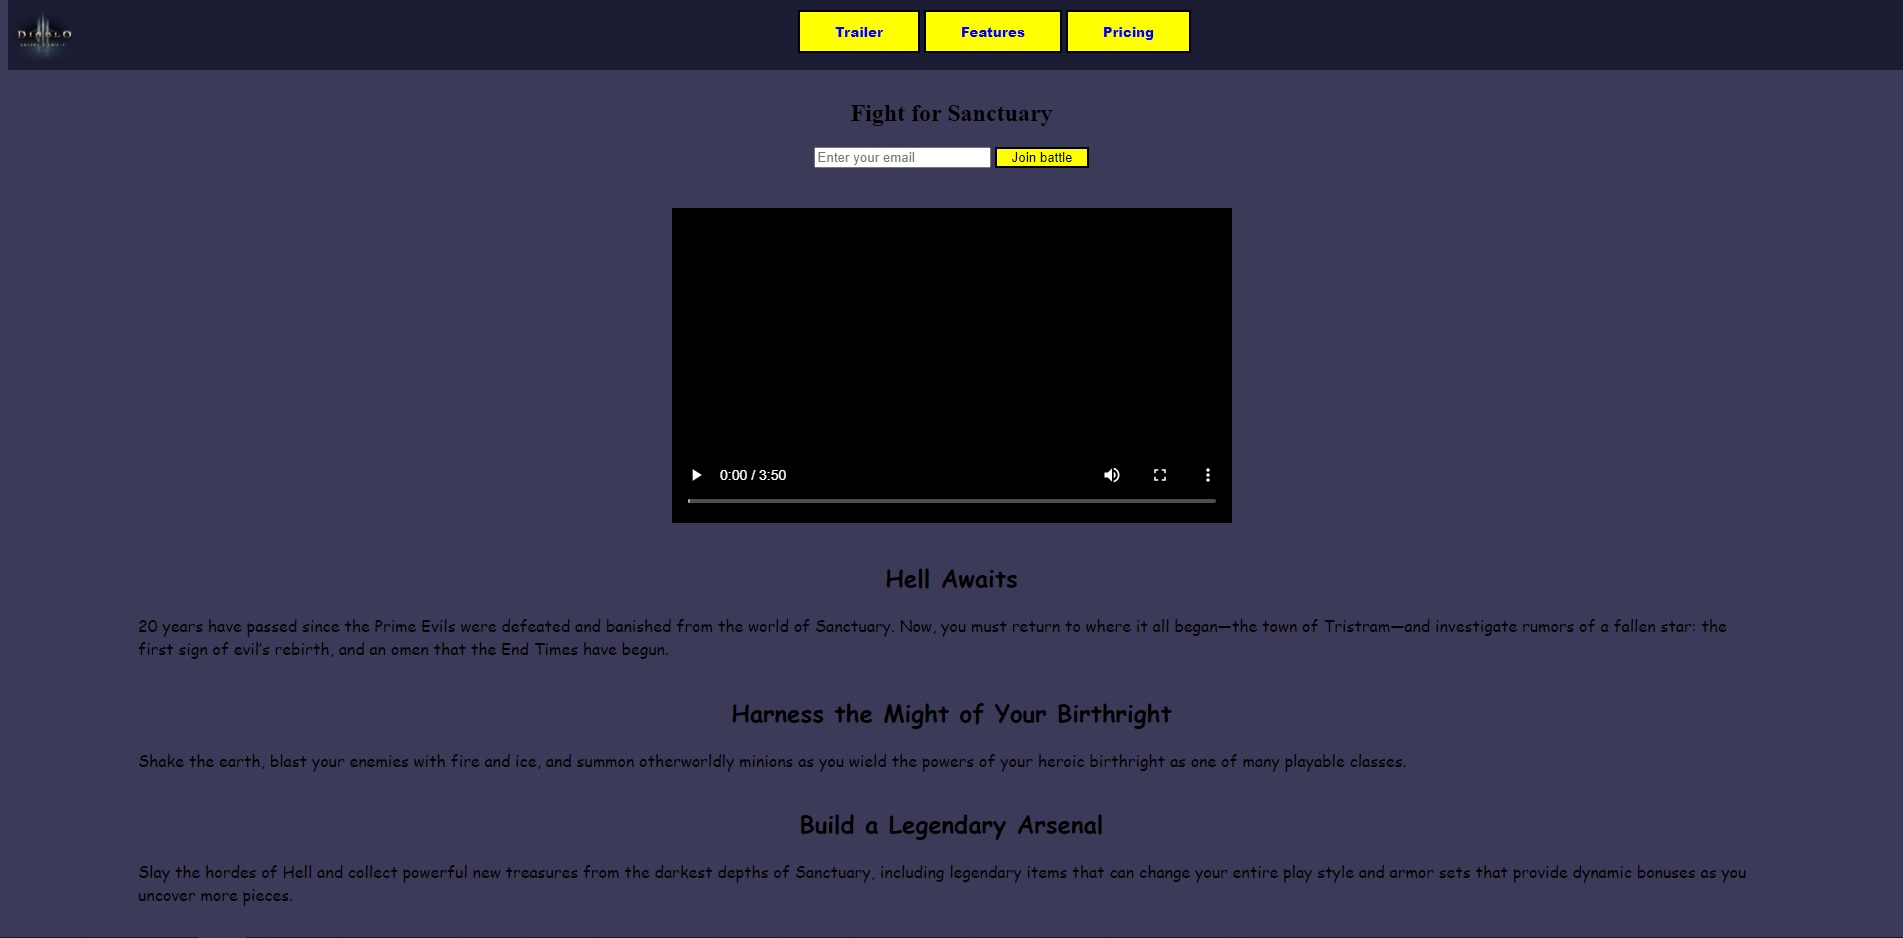 DIABLO
Trailer Features Pricing
Fight for Sanctuary
Enter your email Join battle
0:00 / 3:50
Hell Awaits
20 years have passed since the Prime Evils were defeated and banished from the world of Sanctuary. Now, you must return to where it all began—the town of Tristram—and investigate rumors of a fallen star: the
first sign of evil's rebirth, and an omen that the End Times have begun.
Harness the Might of Your Birthright
Shake the earth, blast your enemies with fire and ice, and summon otherworldly minions as you wield the powers of your heroic birthright as one of many playable classes.
Build a Legendary Arsenal
Slay the hordes of Hell and collect powerful new treasures from the darkest depths of Sanctuary, including legendary items that can change your entire play style and armor sets that provide dynamic bonuses as you
uncover more pieces.